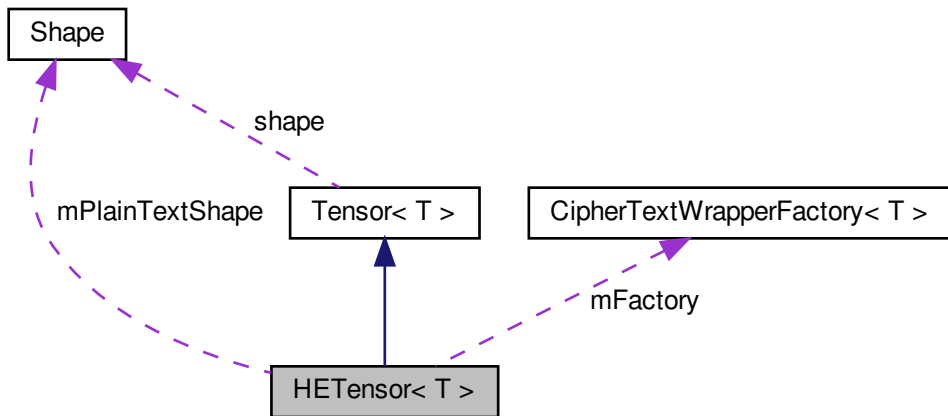 Shape
shape
mPlainTextShape
Tensor< T >
CipherTextWrapperFactory< T >
mFactory
HETensor< T >